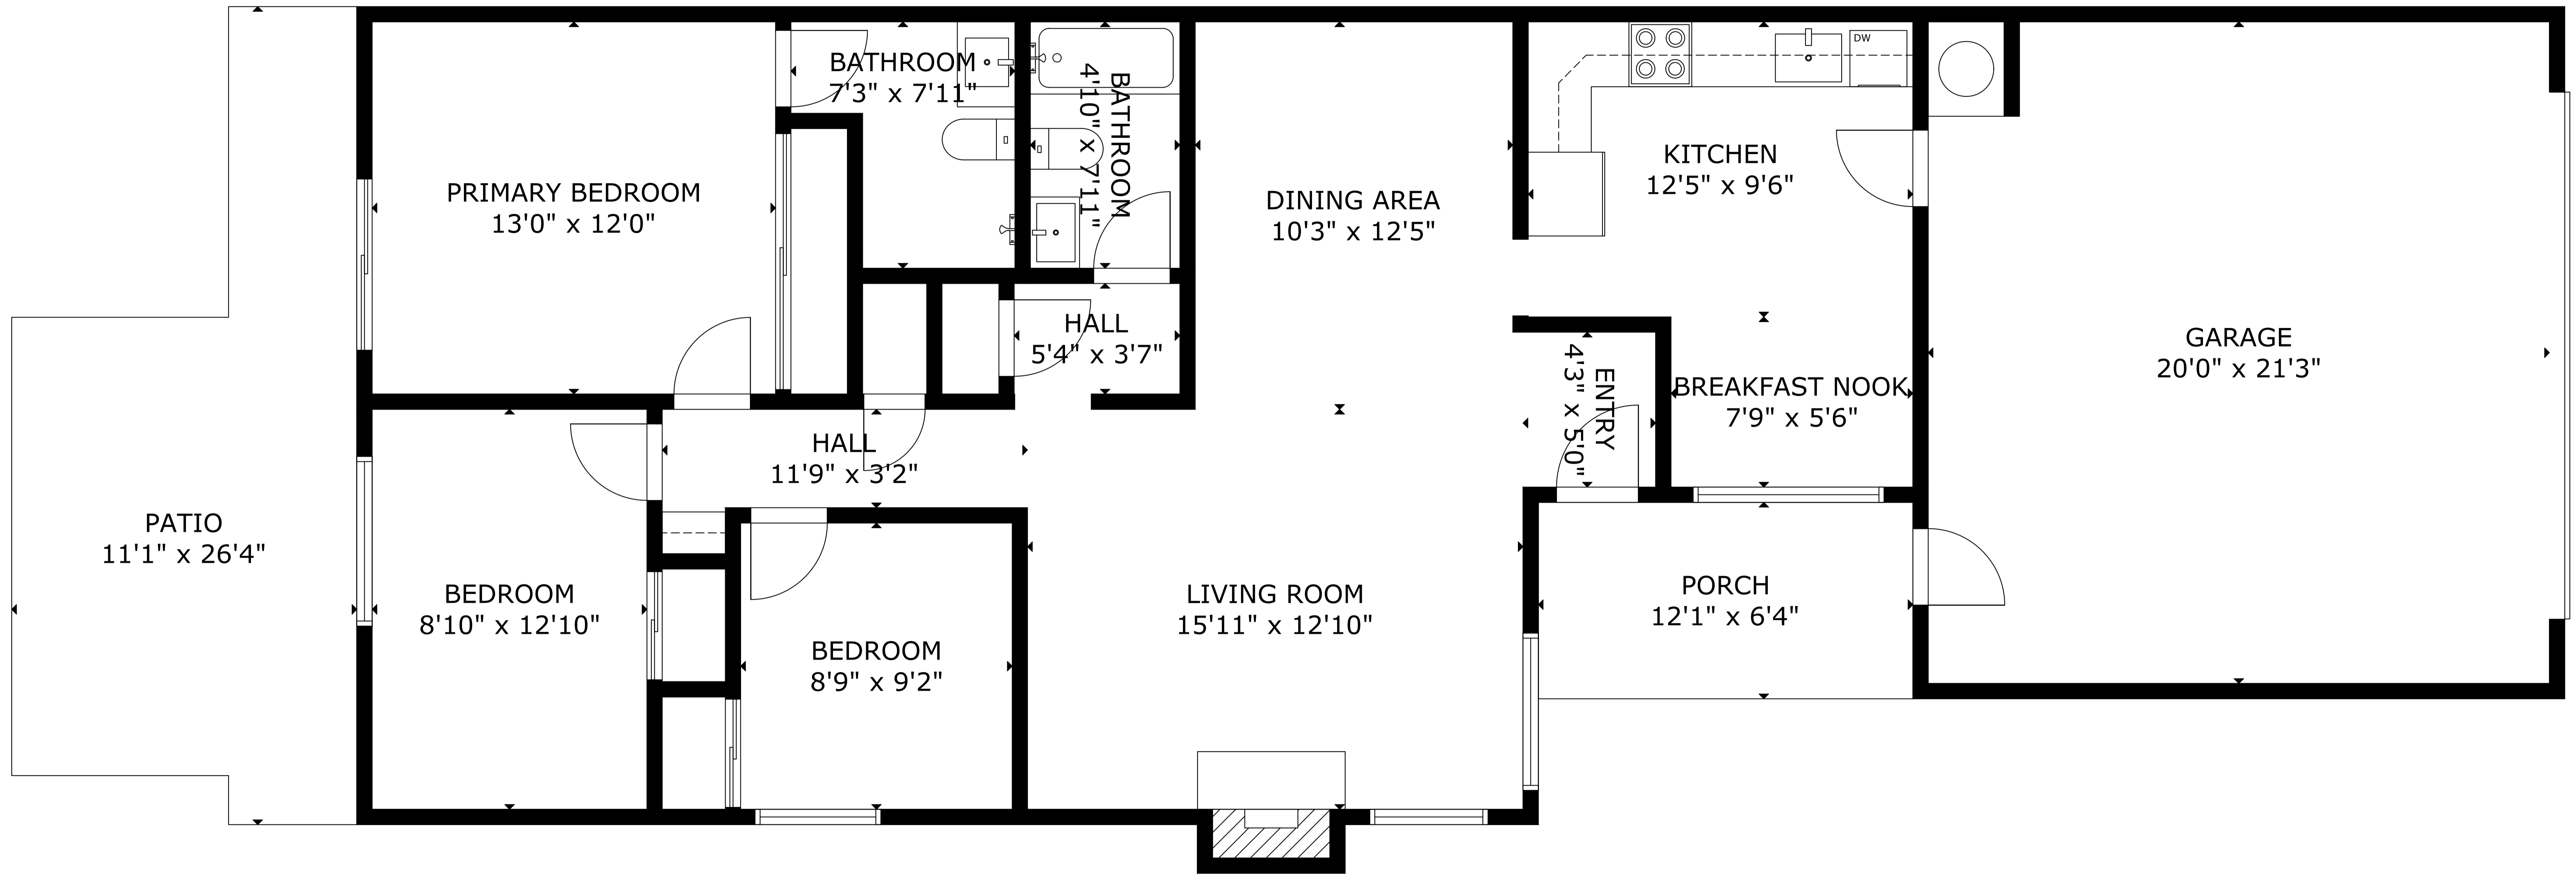 BATHROOM
7'3" x 7'11"
BATHROOM
4'10" x 7'11"
DW
KITCHEN
12'5" x 9'6"
PRIMARY BEDROOM
13'0" x 12'0"
DINING AREA
10'3" x 12'5"
HALL
5'4" x 3'7"
ENTRY
4'3" x 5'0"
BREAKFAST NOOK
7'9" x 5'6"
GARAGE
20'0" x 21'3"
HALL
11'9" x 3'2"
PATIO
11'1" x 26'4"
BEDROOM
8'10" x 12'10"
BEDROOM
8'9" x 9'2"
LIVING ROOM
15'11" x 12'10"
PORCH
12'1" x 6'4"